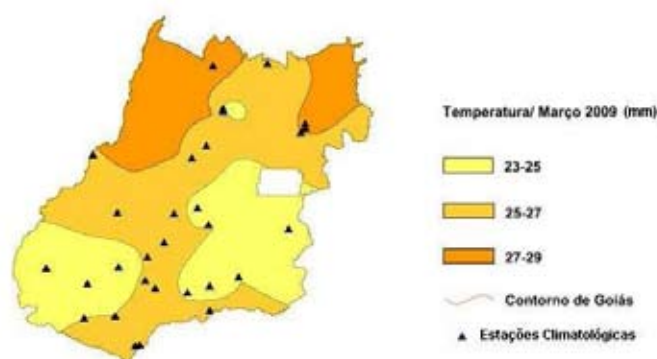 Temperatura/ Março 2009 (mm)
23-25
25-27
27-29
Contorno de Goiás
Estações Climatológicas